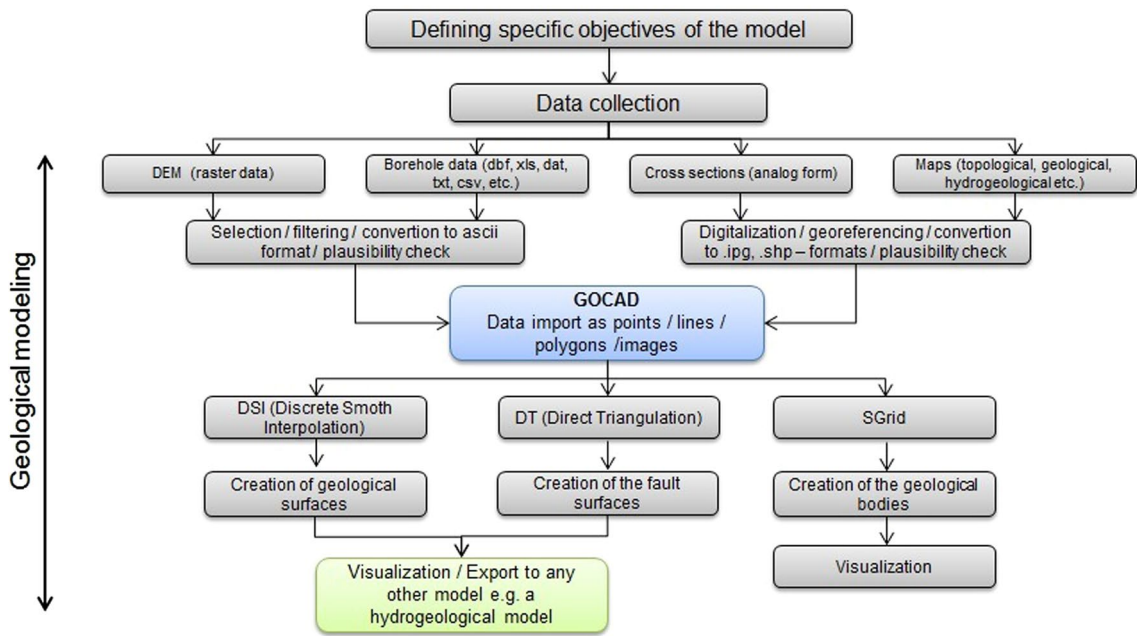 Defining specific objectives of the model
Data collection
DEM (raster data)
Borehole data (dbf, xls, dat,
txt, csv, etc.)
Cross sections (analog form)
Maps (topological, geological,
hydrogeological etc.)
Selection / filtering / convertion to ascii
format / plausibility check
Digitalization / georeferencing / convertion
to .ipg, .shp – formats / plausibility check
GOCAD
Data import as points / lines /
polygons /images
DSI (Discrete Smoth
Interpolation)
DT (Direct Triangulation)
SGrid
Creation of geological
surfaces
Creation of the fault
surfaces
Creation of the geological
bodies
Visualization / Export to any
other model e.g. a
hydrogeological model
Visualization
Geological modeling